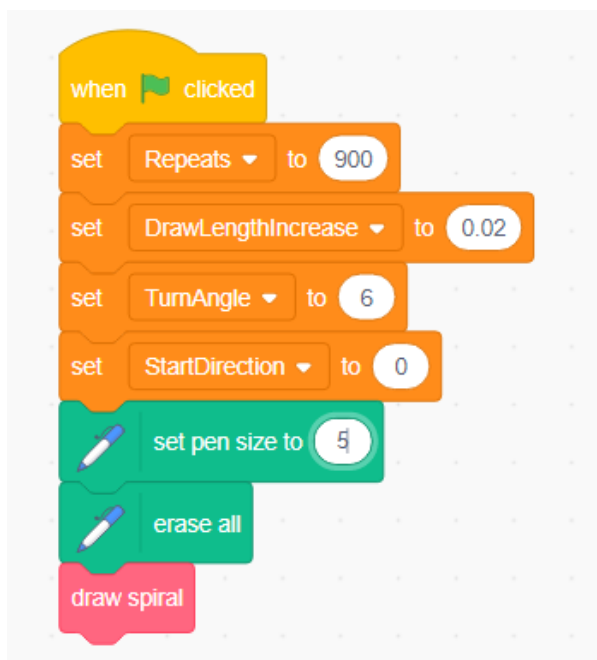 when clicked
set Repeats to 900
set DrawLengthIncrease to 0.02
set TurnAngle to 6
set StartDirection to 0
set pen size to 5
erase all
draw spiral